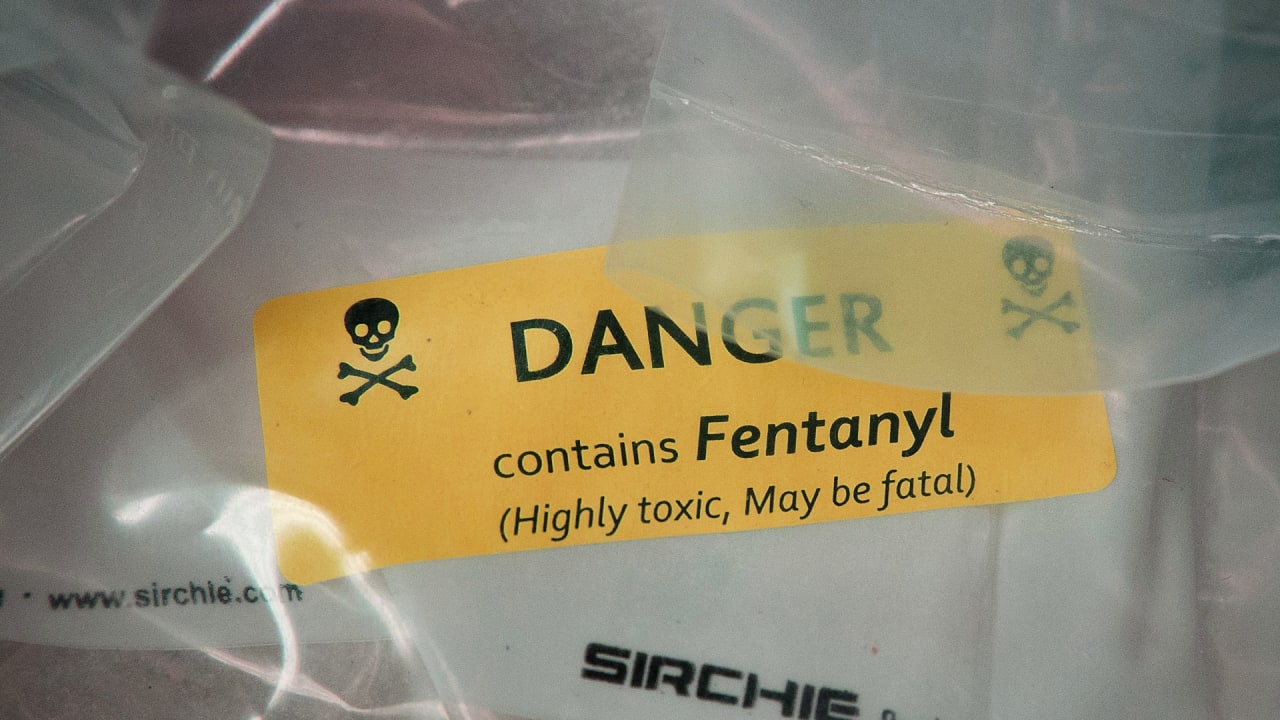 DANGER
contains Fentanyl
(Highly toxic, May be fatal)
www.sirchie.com
SIRCHIE